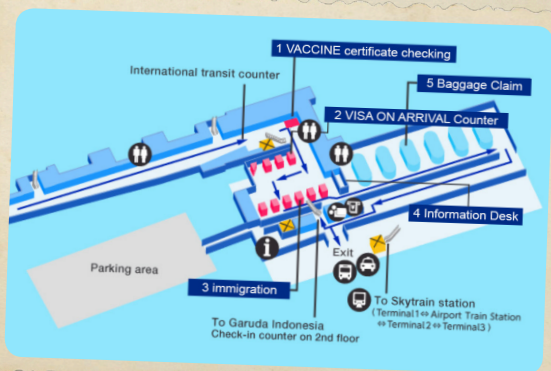 1 VACCINE certificate checking
International transit counter
5 Baggage Claim
2 VISA ON ARRIVAL Counter
4 Information Desk
Exit
Parking area
3 immigration
To Skytrain station
(Terminal1⇔Airport Train Station
⇔Terminal2⇔Terminal3)
To Garuda Indonesia
Check-in counter on 2nd floor